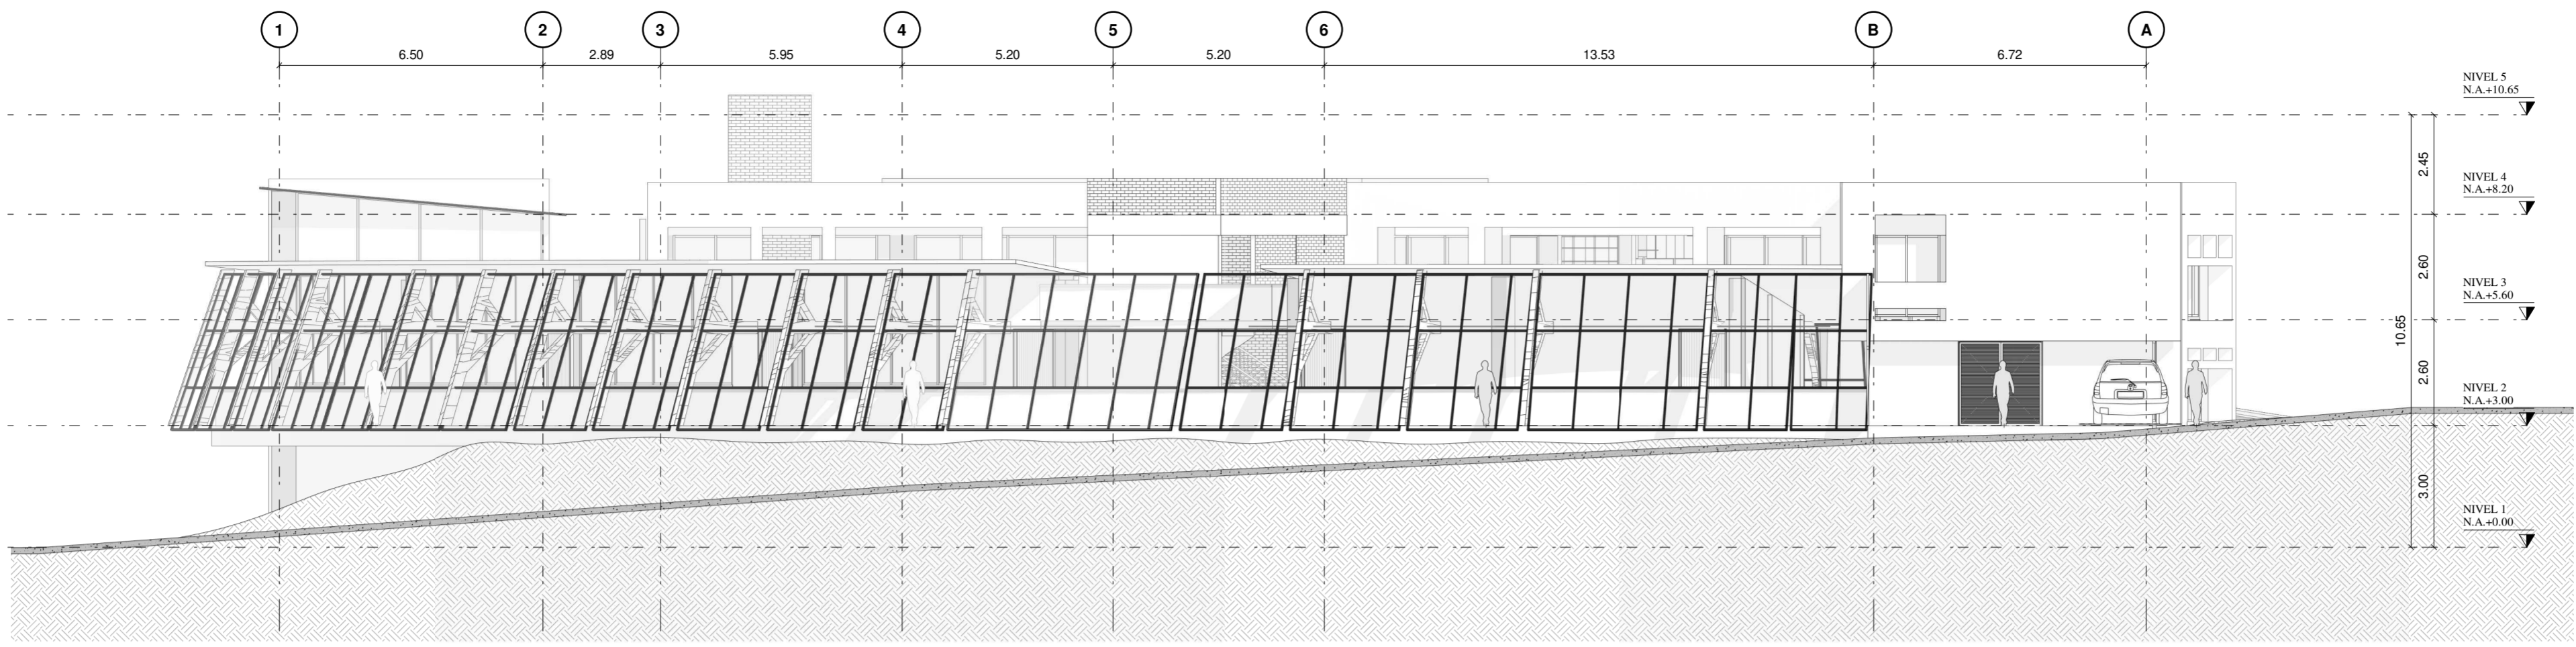 1
2
3
4
5
6
B
A
6.50
2.89
5.95
5.20
5.20
13.53
6.72
NIVEL 5
N.A.+10.65
2.45
NIVEL 4
N.A.+8.20
2.60
NIVEL 3
N.A.+5.60
10.65
2.60
NIVEL 2
N.A.+3.00
3.00
NIVEL 1
N.A.+0.00